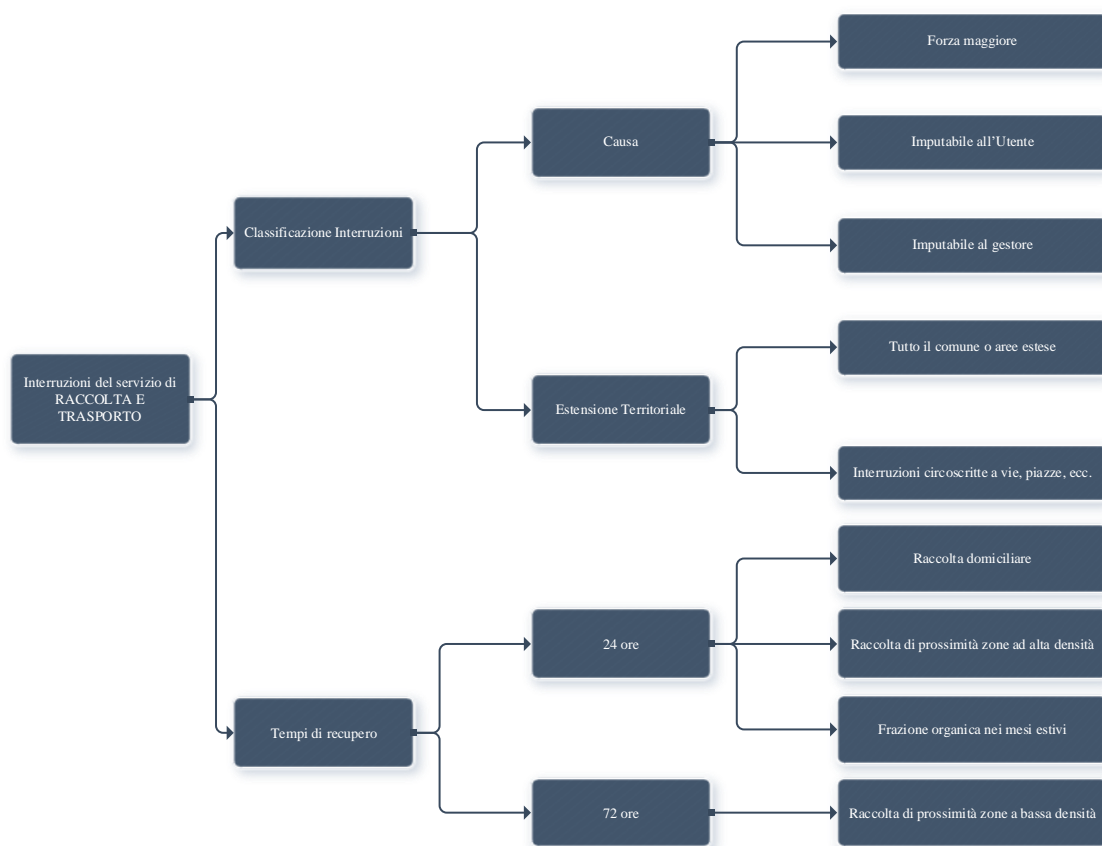 Forza maggiore
Causa
Imputabile all'Utente
Classificazione Interruzioni
Imputabile al gestore
Tutto il comune o aree estese
Interruzioni del servizio di
RACCOLTA E
TRASPORTO
Estensione Territoriale
Interruzioni circoscritte a vie, piazze, ecc.
Raccolta domiciliare
24 ore
Raccolta di prossimità zone ad alta densità
Tempi di recupero
Frazione organica nei mesi estivi
72 ore
Raccolta di prossimità zone a bassa densità